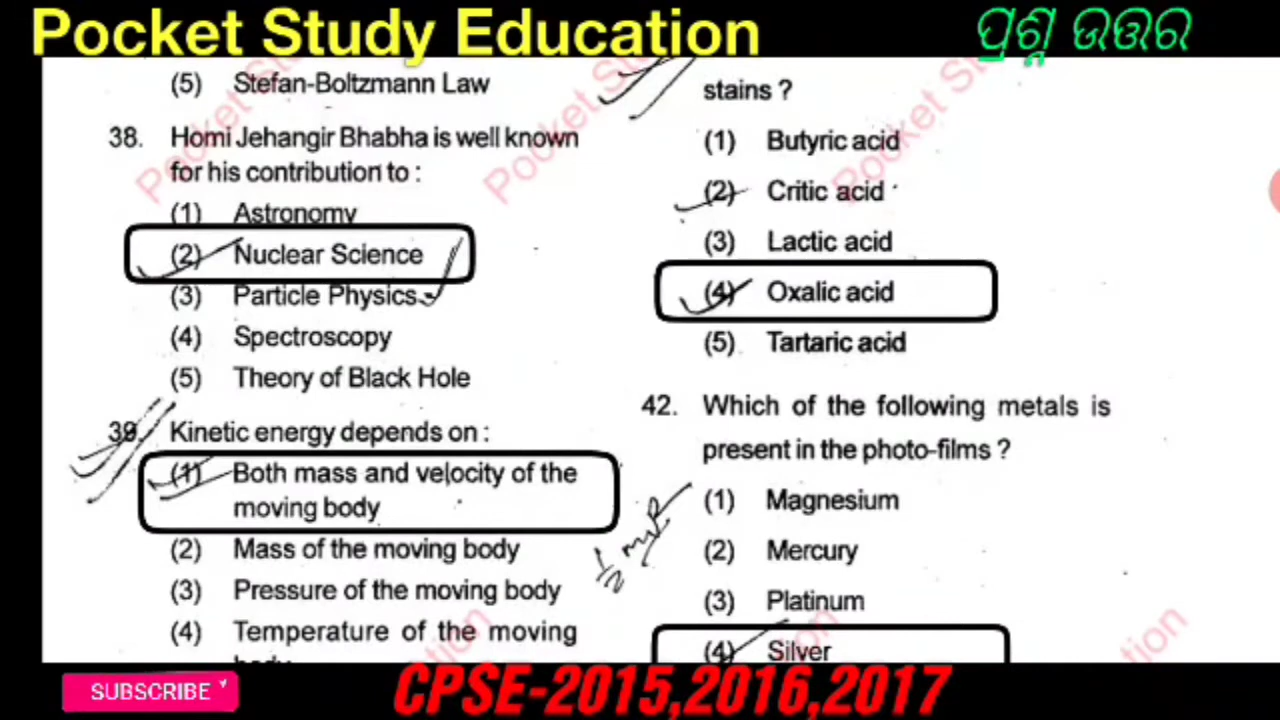 Pocket Study Education
ପ୍ରଶ୍ନ ଉତ୍ତର
(5) Stefan-Boltzmann Law
38. Homi Jehangir Bhabha is well known
for his contribution to :
(1) Astronomy
(2) Nuclear Science
(3) Particle Physics
(4) Spectroscopy
(5) Theory of Black Hole
39. Kinetic energy depends on :
(1) Both mass and velocity of the
moving body
(2) Mass of the moving body
(3) Pressure of the moving body
(4) Temperature of the moving
body
stains ?
(1) Butyric acid
(2) Critic acid
(3) Lactic acid
(4) Oxalic acid
(5) Tartaric acid
42. Which of the following metals is
present in the photo-films ?
(1) Magnesium
(2) Mercury
(3) Platinum
(4) Silver
SUBSCRIBE
CPSE-2015,2016,2017